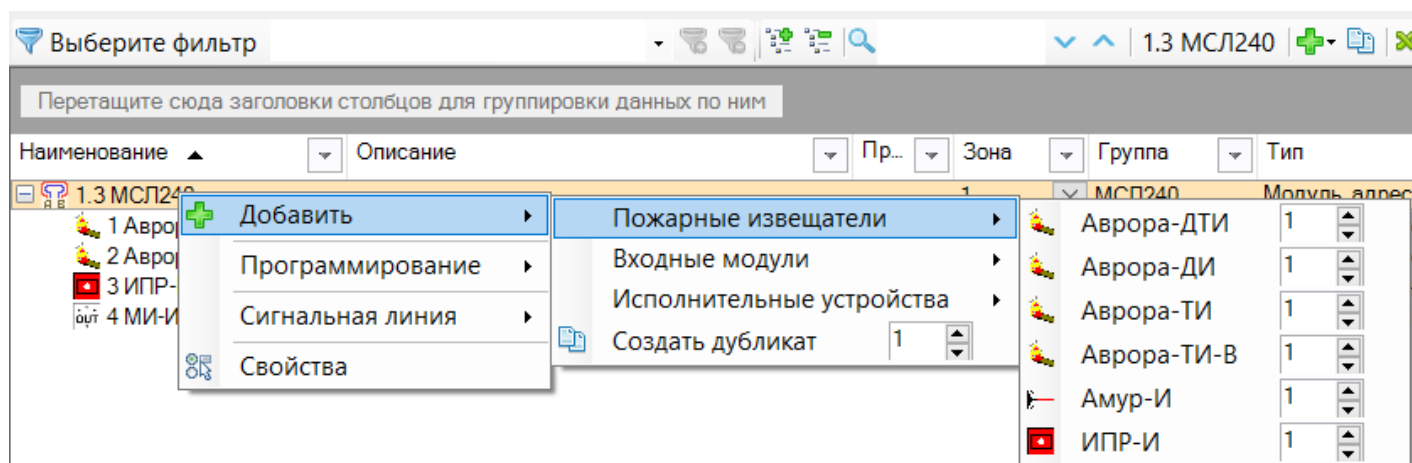 Выберите фильтр 1.3 МСЛ240
Перетащите сюда заголовки столбцов для группировки данных по ним
Наименование Описание Пр... Зона Группа Тип
1.3 МСЛ240 1 МСЛ240 Модуль адрес
1 Авро
2 Авро
3 ИПР-
OUT 4 МИ-И
Добавить
Программирование
Сигнальная линия
Свойства
Пожарные извещатели
Входные модули
Исполнительные устройства
Создать дубликат 1
Аврора-ДТИ 1
Аврора-ДИ 1
Аврора-ТИ 1
Аврора-ТИ-В 1
Амур-И 1
ИПР-И 1